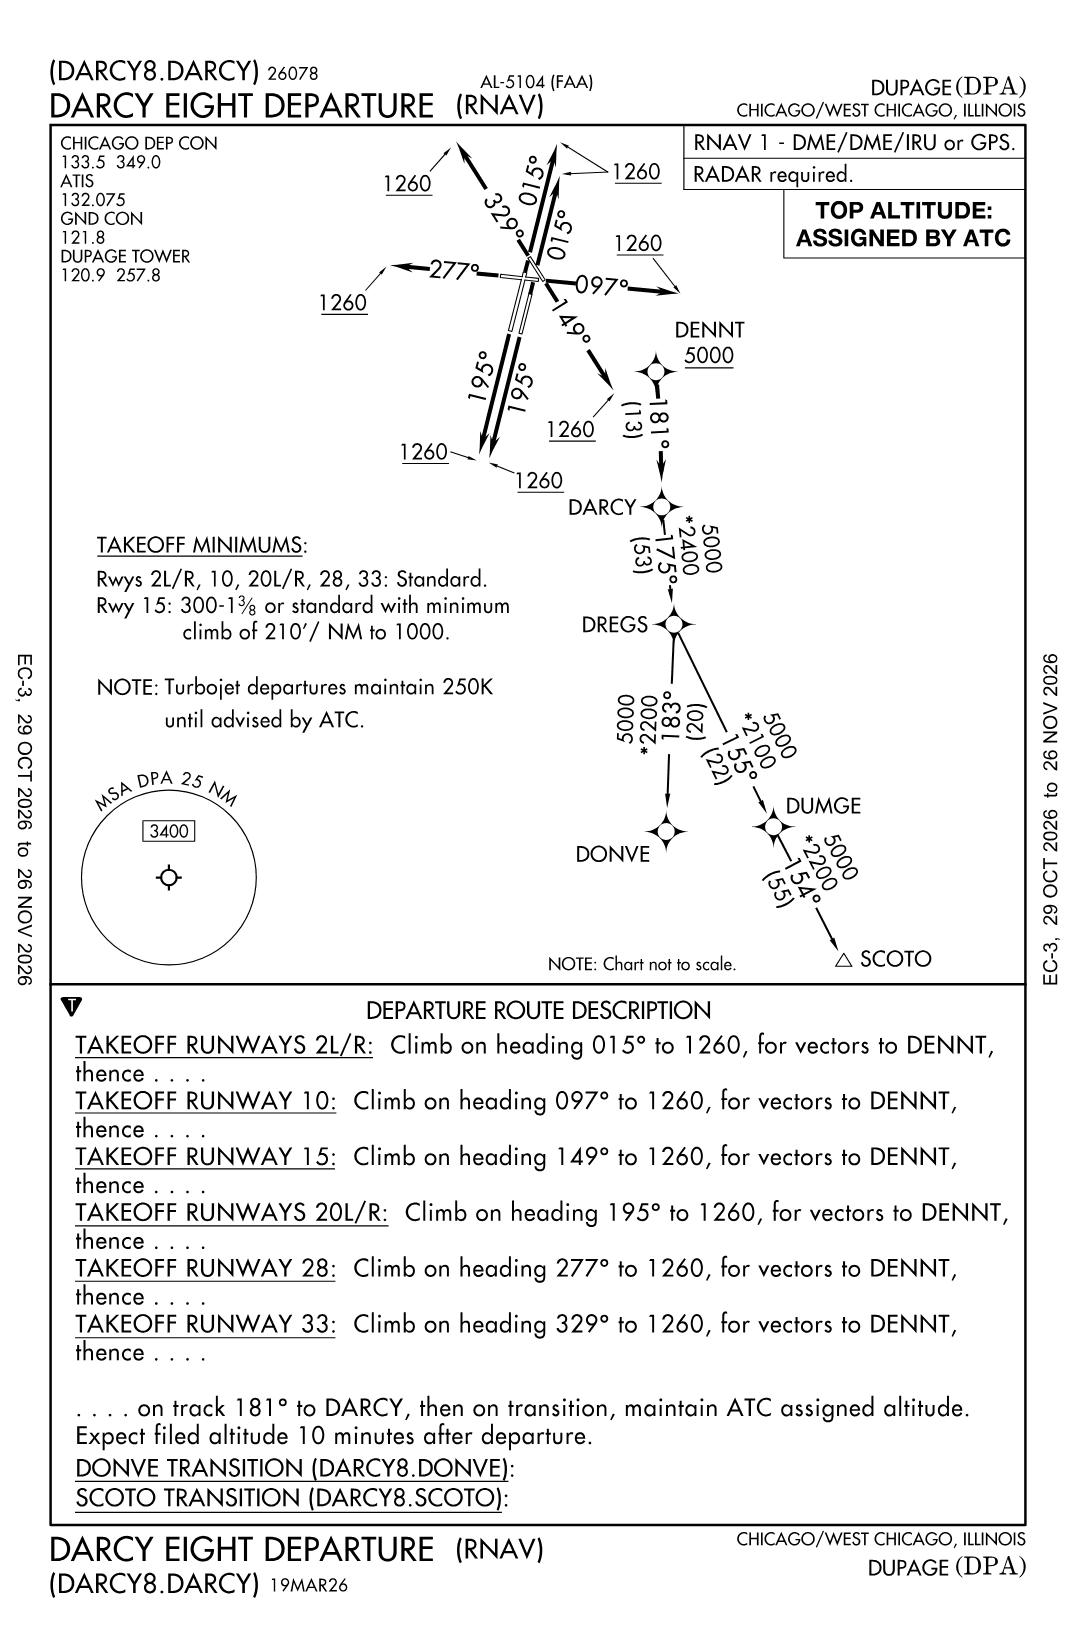 (DARCY8.DARCY) 26078
AL-5104 (FAA)
DUPAGE (DPA)
DARCY EIGHT DEPARTURE (RNAV)
CHICAGO/WEST CHICAGO, ILLINOIS
CHICAGO DEP CON
133.5 349.0
ATIS
132.075
GND CON
121.8
DUPAGE TOWER
120.9 257.8
RNAV 1 - DME/DME/IRU or GPS.
RADAR required.
TOP ALTITUDE:
ASSIGNED BY ATC
1260
329°
015°
015°
1260
1260
277°
097°
1260
149°
195°
195°
1260
1260
1260
DENNT
5000
181°
(13)
DARCY
5000
*2400
175°
(53)
DREGS
5000
*2200
183°
(20)
5000
*2100
155°
(22)
DUMGE
DONVE
5000
*2200
154°
(55)
SCOTO
TAKEOFF MINIMUMS:
Rwys 2L/R, 10, 20L/R, 28, 33: Standard.
Rwy 15: 300-1⅜ or standard with minimum
climb of 210'/ NM to 1000.
NOTE: Turbojet departures maintain 250K
until advised by ATC.
MSA DPA 25 NM
3400
NOTE: Chart not to scale.
EC-3, 29 OCT 2026 to 26 NOV 2026
EC-3, 29 OCT 2026 to 26 NOV 2026
T
DEPARTURE ROUTE DESCRIPTION
TAKEOFF RUNWAYS 2L/R: Climb on heading 015° to 1260, for vectors to DENNT,
thence . . . .
TAKEOFF RUNWAY 10: Climb on heading 097° to 1260, for vectors to DENNT,
thence . . . .
TAKEOFF RUNWAY 15: Climb on heading 149° to 1260, for vectors to DENNT,
thence . . . .
TAKEOFF RUNWAYS 20L/R: Climb on heading 195° to 1260, for vectors to DENNT,
thence . . . .
TAKEOFF RUNWAY 28: Climb on heading 277° to 1260, for vectors to DENNT,
thence . . . .
TAKEOFF RUNWAY 33: Climb on heading 329° to 1260, for vectors to DENNT,
thence . . . .
. . . . on track 181° to DARCY, then on transition, maintain ATC assigned altitude.
Expect filed altitude 10 minutes after departure.
DONVE TRANSITION (DARCY8.DONVE):
SCOTO TRANSITION (DARCY8.SCOTO):
DARCY EIGHT DEPARTURE (RNAV)
CHICAGO/WEST CHICAGO, ILLINOIS
(DARCY8.DARCY) 19MAR26
DUPAGE (DPA)